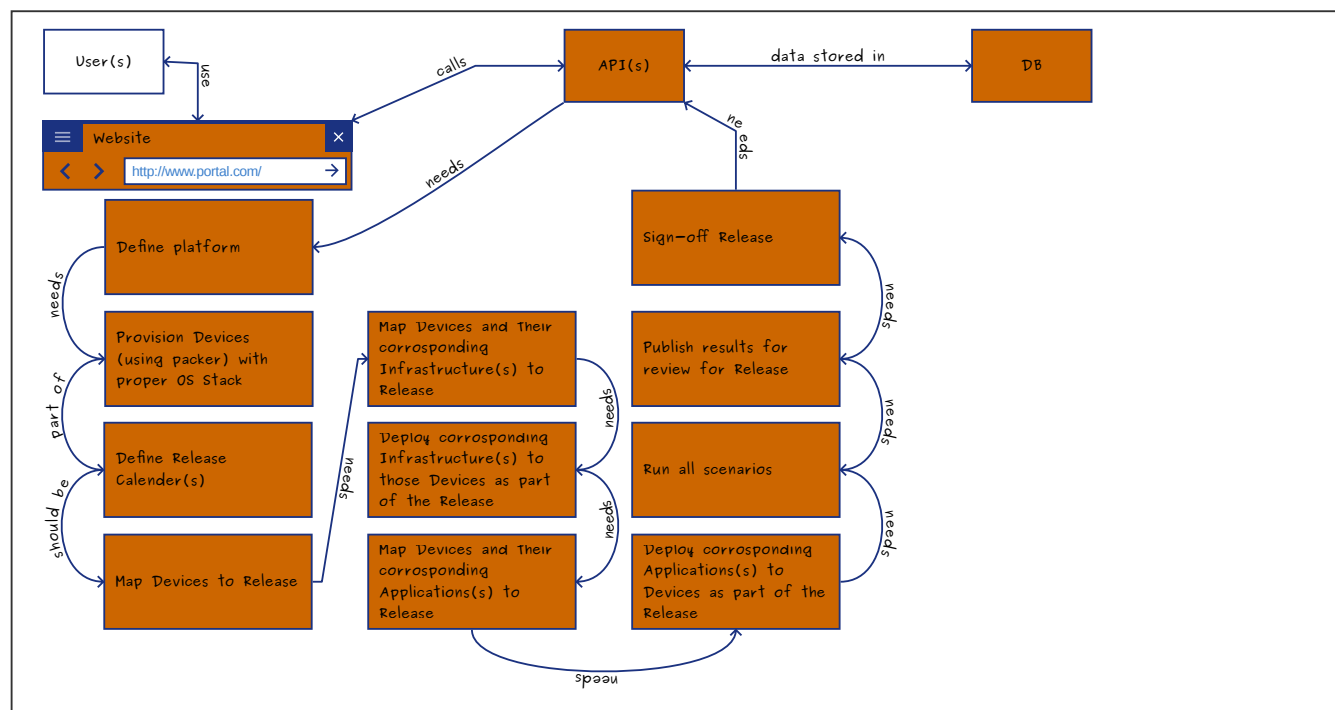 User(s)
use
calls
API(s)
data stored in
DB
Website
http://www.portal.com/
needs
ne eds
Define platform
needs
Provision Devices
(using packer) with
proper OS Stack
part of
Define Release
Calender(s)
should be
Map Devices to Release
needs
Map Devices and Their
corrosponding
Infrastructure(s) to
Release
needs
Deploy corrosponding
Infrastructure(s) to
those Devices as part
of the Release
needs
Map Devices and Their
corrosponding
Applications(s) to
Release
needs
Sign-off Release
needs
Publish results for
review for Release
needs
Run all scenarios
needs
Deploy corrosponding
Applications(s) to
Devices as part of the
Release